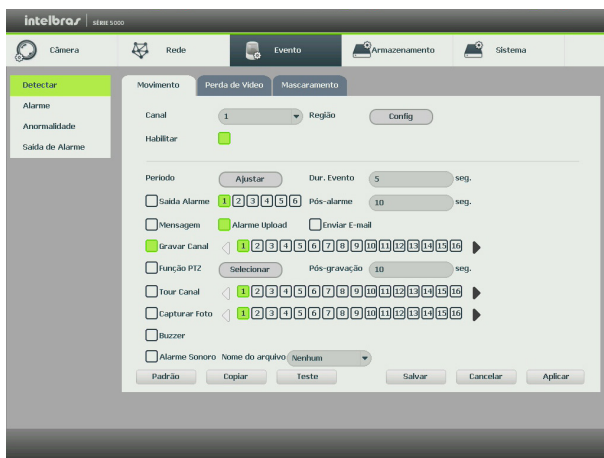 intelbras SÉRIE 5000
Câmera Rede Evento Armazenamento Sistema
Detectar
Alarme
Anormalidade
Saída de Alarme
Movimento Perda de Vídeo Mascaramento
Canal 1 Região Config
Habilitar
Período Ajustar Dur. Evento 5 seg.
Saída Alarme 1 2 3 4 5 6 Pós-alarme 10 seg.
Mensagem Alarme Upload Enviar E-mail
Gravar Canal 1 2 3 4 5 6 7 8 9 10 11 12 13 14 15 16
Função PTZ Selecionar Pós-gravação 10 seg.
Tour Canal 1 2 3 4 5 6 7 8 9 10 11 12 13 14 15 16
Capturar Foto 1 2 3 4 5 6 7 8 9 10 11 12 13 14 15 16
Buzzer
Alarme Sonoro Nome do arquivo Nenhum
Padrão Copiar Teste Salvar Cancelar Aplicar